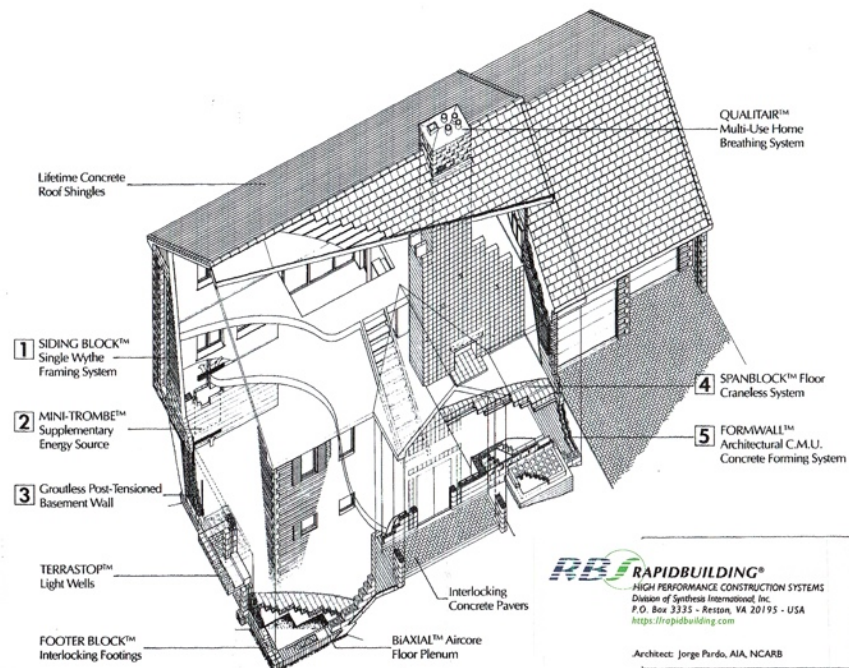 QUALITAIR™
Multi-Use Home
Breathing System
Lifetime Concrete
Roof Shingles
1 SIDING BLOCK™
Single Wythe
Framing System
2 MINI-TROMBE™
Supplementary
Energy Source
3 Groutless Post-Tensioned
Basement Wall
4 SPANBLOCK™ Floor
Craneless System
5 FORMWALL™
Architectural C.M.U.
Concrete Forming System
TERRASTOP™
Light Wells
FOOTER BLOCK™
Interlocking Footings
BiAXIAL™ Aircore
Floor Plenum
Interlocking
Concrete Pavers
RBS RAPIDBUILDING®
HIGH PERFORMANCE CONSTRUCTION SYSTEMS
Division of Synthesis International, Inc.
P.O. Box 3335 - Reston, VA 20195 - USA
https://rapidbuilding.com
Architect: Jorge Pardo, AIA, NCARB